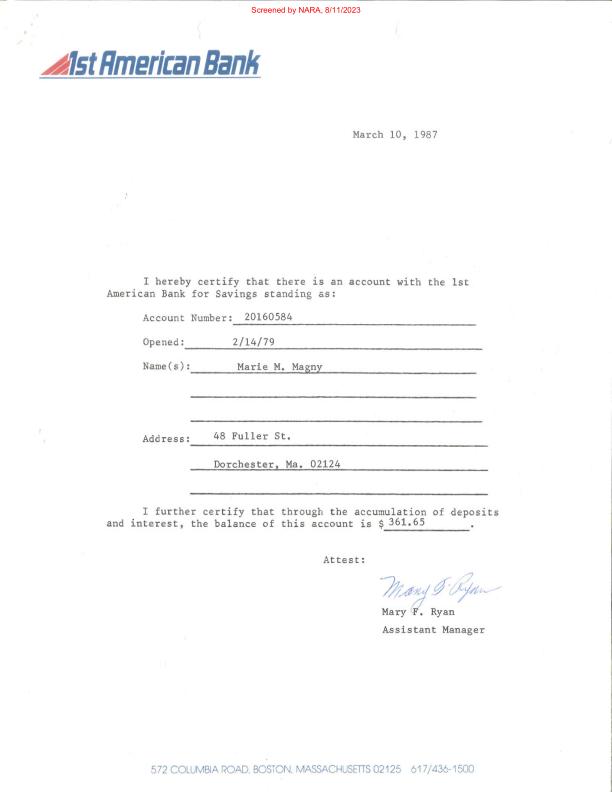 Screened by NARA, 8/11/2023
1st American Bank
March 10, 1987
I hereby certify that there is an account with the 1st
American Bank for Savings standing as:
Account Number: 20160584
Opened: 2/14/79
Name(s): Marie M. Magny
Address: 48 Fuller St.
Dorchester, Ma. 02124
I further certify that through the accumulation of deposits
and interest, the balance of this account is $ 361.65.
Attest:
Mary F. Ryan
Mary F. Ryan
Assistant Manager
572 COLUMBIA ROAD, BOSTON, MASSACHUSETTS 02125 617/436-1500